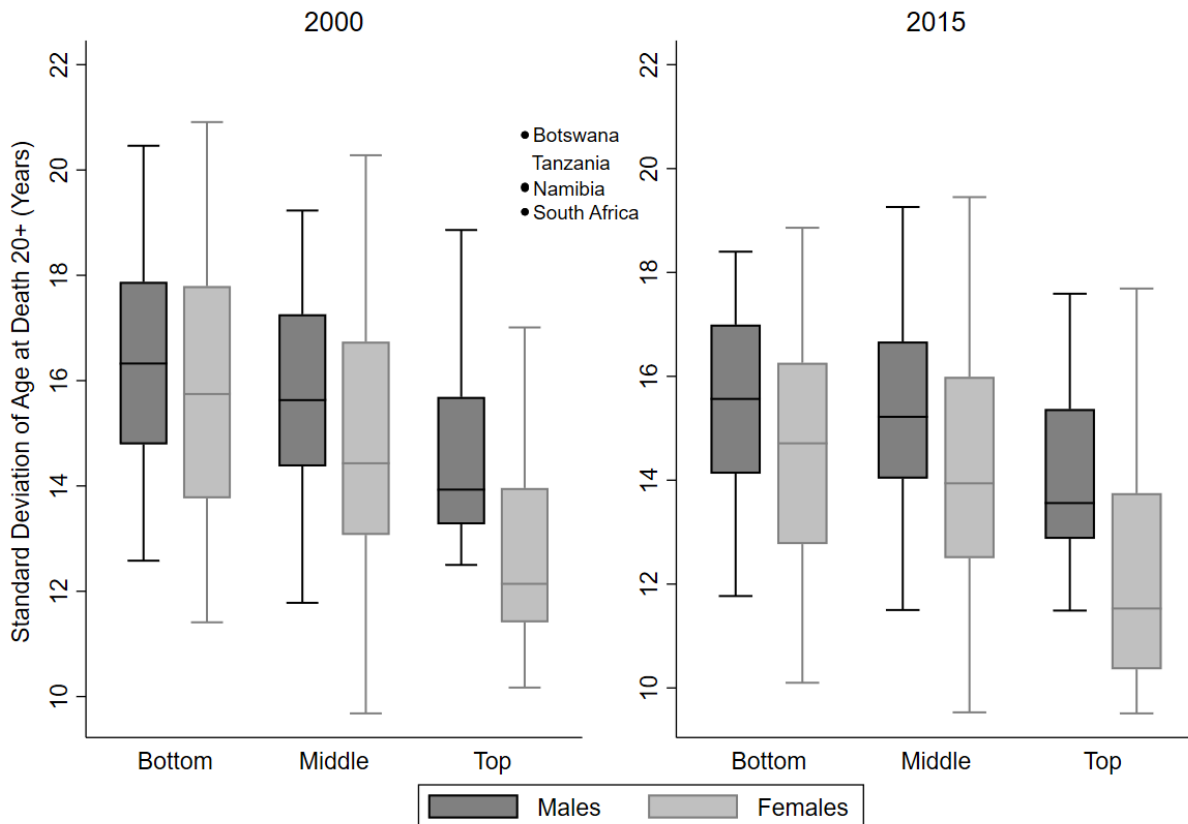 2000
2015
Standard Deviation of Age at Death 20+ (Years)
22
20
18
16
14
12
10
Botswana
Tanzania
Namibia
South Africa
22
20
18
16
14
12
10
Bottom Middle Top
Bottom Middle Top
Males Females